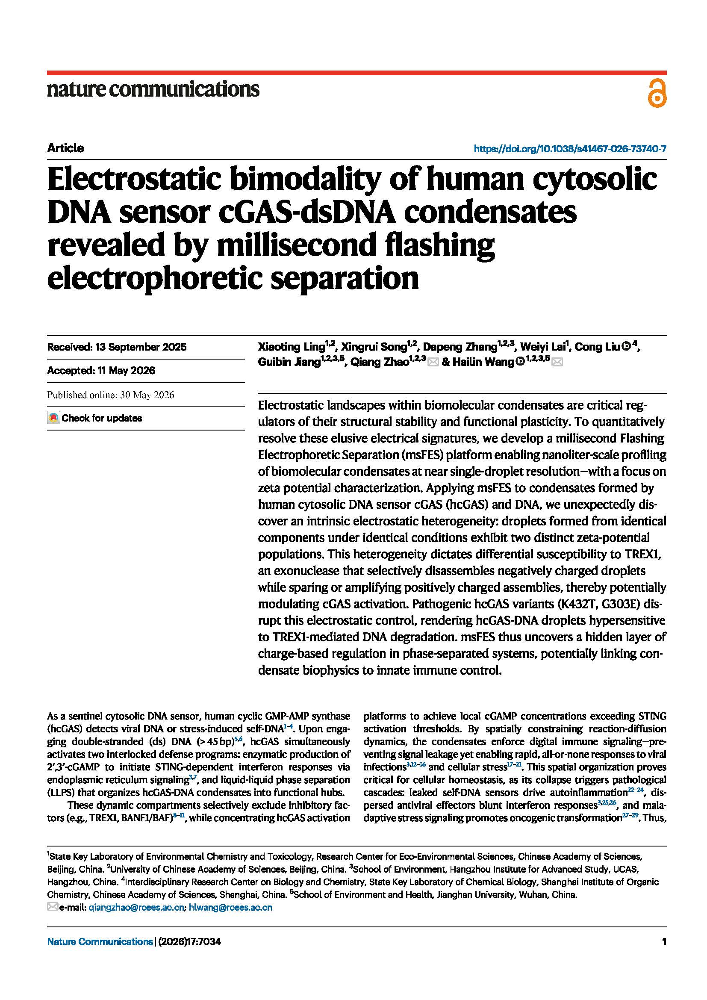 nature communications
Article
https://doi.org/10.1038/s41467-026-73740-7
Electrostatic bimodality of human cytosolic
DNA sensor cGAS-dsDNA condensates
revealed by millisecond flashing
electrophoretic separation
Received: 13 September 2025
Accepted: 11 May 2026
Published online: 30 May 2026
Check for updates
Xiaoting Ling1,2, Xingrui Song1,2, Dapeng Zhang1,2,3, Weiyi Lai1, Cong Liu iD 4,
Guibin Jiang1,2,3,5, Qiang Zhao1,2,3 & Hailin Wang iD 1,2,3,5
Electrostatic landscapes within biomolecular condensates are critical reg-
ulators of their structural stability and functional plasticity. To quantitatively
resolve these elusive electrical signatures, we develop a millisecond Flashing
Electrophoretic Separation (msFES) platform enabling nanoliter-scale profiling
of biomolecular condensates at near single-droplet resolution—with a focus on
zeta potential characterization. Applying msFES to condensates formed by
human cytosolic DNA sensor cGAS (hcGAS) and DNA, we unexpectedly dis-
cover an intrinsic electrostatic heterogeneity: droplets formed from identical
components under identical conditions exhibit two distinct zeta-potential
populations. This heterogeneity dictates differential susceptibility to TREX1,
an exonuclease that selectively disassembles negatively charged droplets
while sparing or amplifying positively charged assemblies, thereby potentially
modulating cGAS activation. Pathogenic hcGAS variants (K432T, G303E) dis-
rupt this electrostatic control, rendering hcGAS-DNA droplets hypersensitive
to TREX1-mediated DNA degradation. msFES thus uncovers a hidden layer of
charge-based regulation in phase-separated systems, potentially linking con-
densate biophysics to innate immune control.
As a sentinel cytosolic DNA sensor, human cyclic GMP-AMP synthase
(hcGAS) detects viral DNA or stress-induced self-DNA1–4. Upon enga-
ging double-stranded (ds) DNA (> 45 bp)5,6, hcGAS simultaneously
activates two interlocked defense programs: enzymatic production of
2′,3′-cGAMP to initiate STING-dependent interferon responses via
endoplasmic reticulum signaling3,7, and liquid-liquid phase separation
(LLPS) that organizes hcGAS-DNA condensates into functional hubs.
These dynamic compartments selectively exclude inhibitory fac-
tors (e.g., TREX1, BANF1/BAF)8–11, while concentrating hcGAS activation
platforms to achieve local cGAMP concentrations exceeding STING
activation thresholds. By spatially constraining reaction-diffusion
dynamics, the condensates enforce digital immune signaling—pre-
venting signal leakage yet enabling rapid, all-or-none responses to viral
infections3,12–16 and cellular stress17–21. This spatial organization proves
critical for cellular homeostasis, as its collapse triggers pathological
cascades: leaked self-DNA sensors drive autoinflammation22–24, dis-
persed antiviral effectors blunt interferon responses3,25,26, and mala-
daptive stress signaling promotes oncogenic transformation27–29. Thus,
1State Key Laboratory of Environmental Chemistry and Toxicology, Research Center for Eco-Environmental Sciences, Chinese Academy of Sciences,
Beijing, China. 2University of Chinese Academy of Sciences, Beijing, China. 3School of Environment, Hangzhou Institute for Advanced Study, UCAS,
Hangzhou, China. 4Interdisciplinary Research Center on Biology and Chemistry, State Key Laboratory of Chemical Biology, Shanghai Institute of Organic
Chemistry, Chinese Academy of Sciences, Shanghai, China. 5School of Environment and Health, Jianghan University, Wuhan, China.
e-mail: qiangzhao@rcees.ac.cn; hlwang@rcees.ac.cn
Nature Communications| (2026)17:7034
1